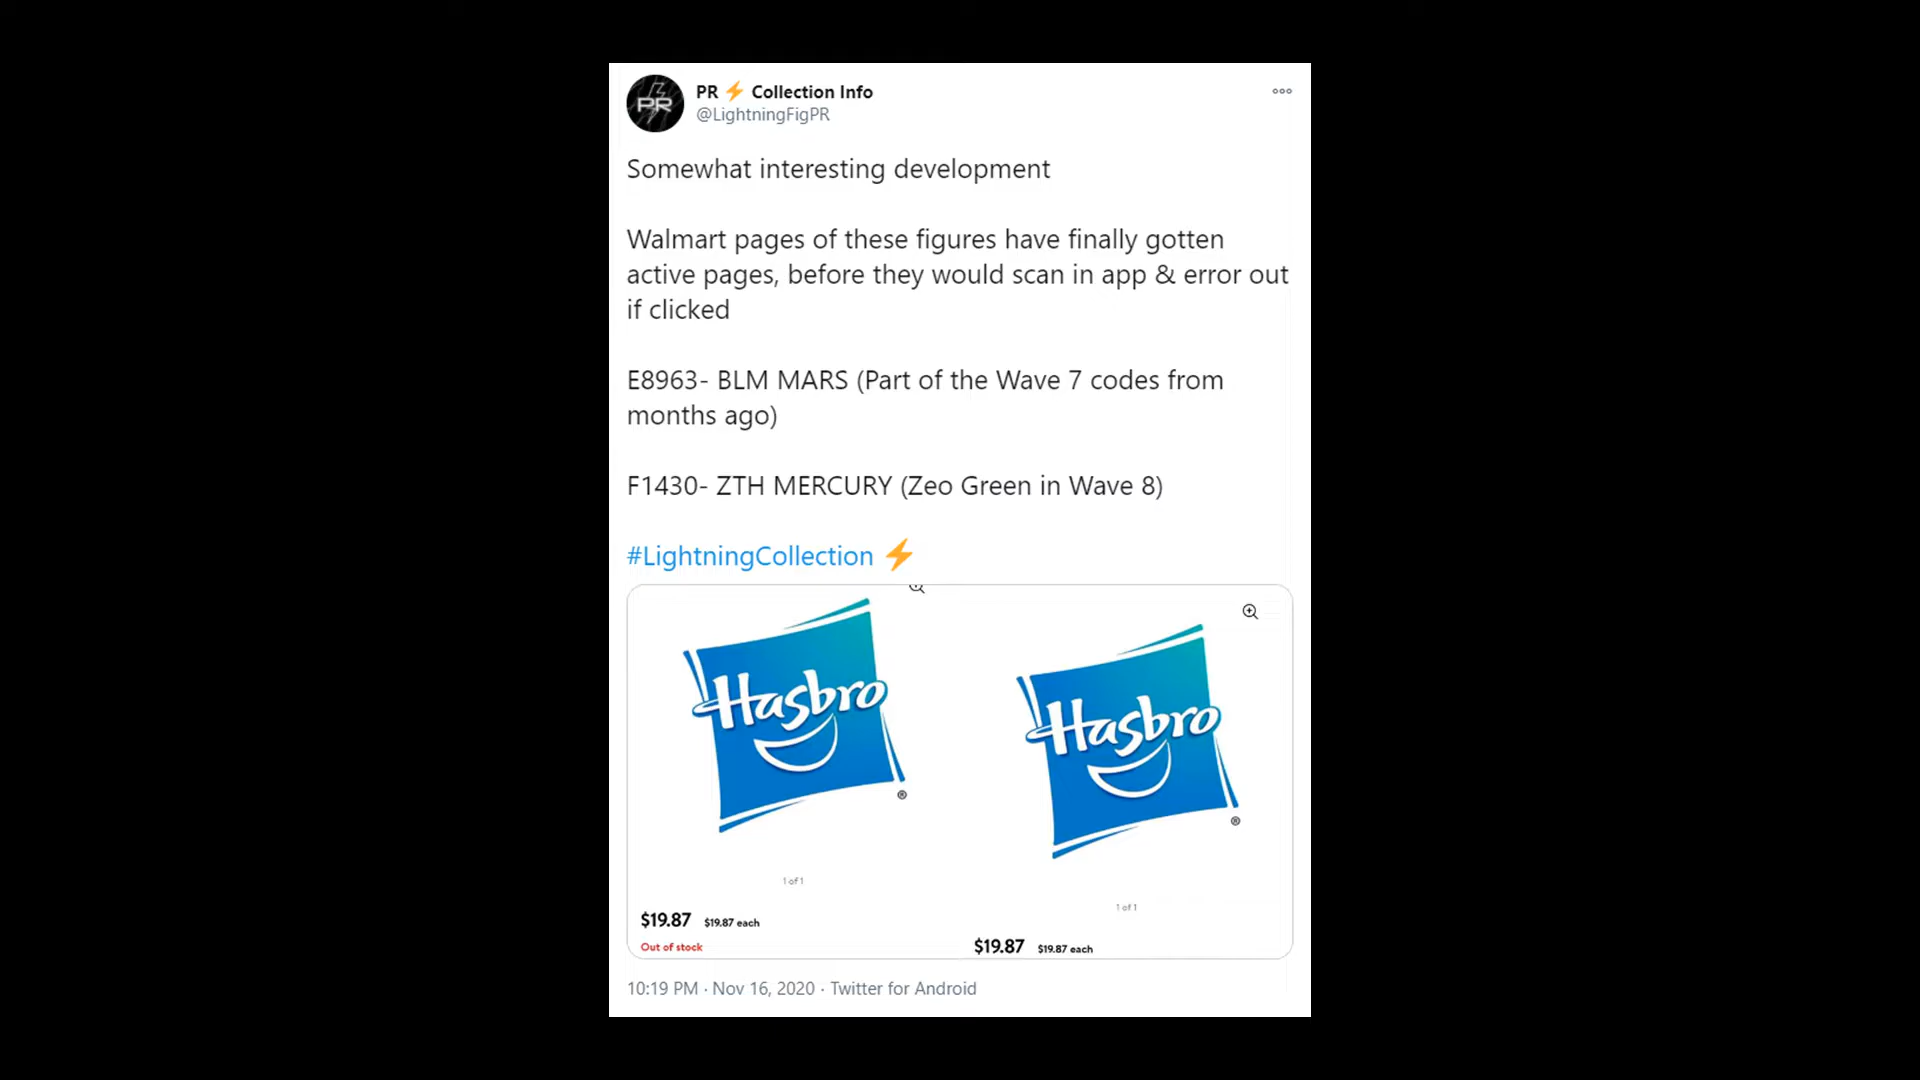 PR ⚡ Collection Info
@LightningFigPR
Somewhat interesting development
Walmart pages of these figures have finally gotten
active pages, before they would scan in app & error out
if clicked
E8963- BLM MARS (Part of the Wave 7 codes from
months ago)
F1430- ZTH MERCURY (Zeo Green in Wave 8)
#LightningCollection ⚡
PR
Hasbro
®
1 of 1
$19.87 $19.87 each
Out of stock
Hasbro
®
1 of 1
$19.87 $19.87 each
10:19 PM · Nov 16, 2020 · Twitter for Android